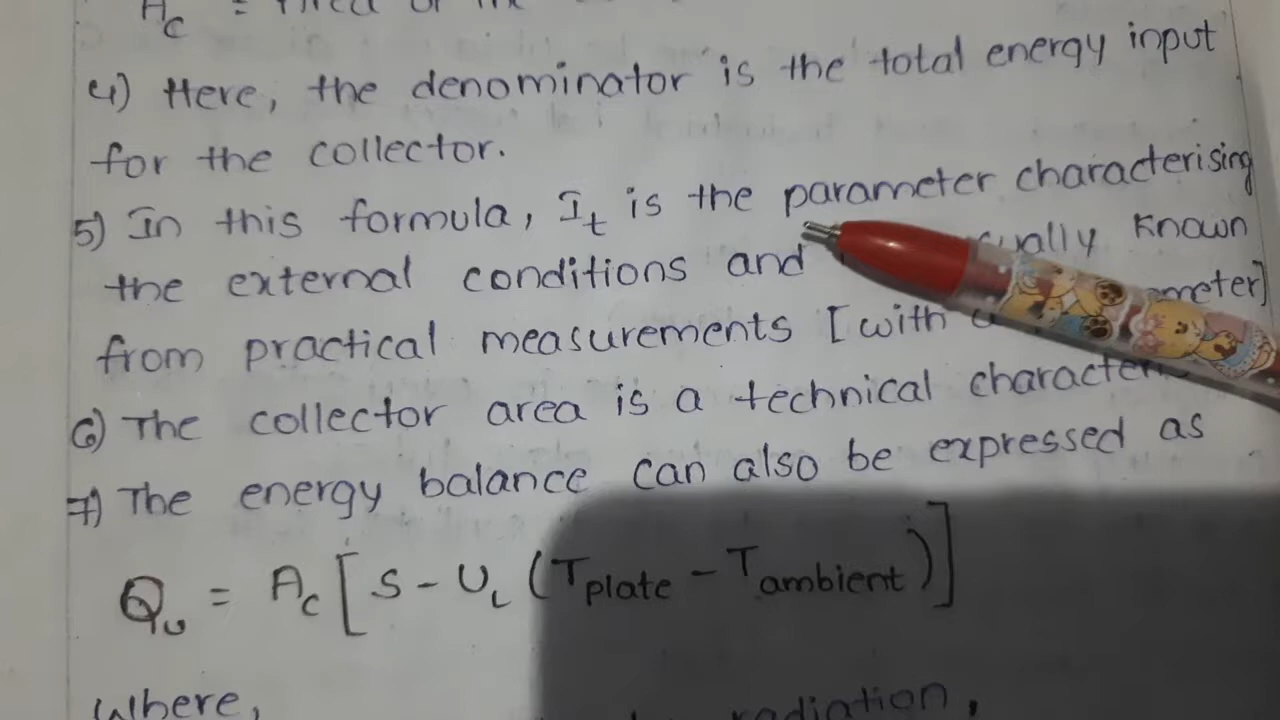 Ac =
4) Here, the denominator is the total energy input
for the collector.
5) In this formula, It is the parameter characterising
the external conditions and known
from practical measurements [with
6) The collector area is a technical
7) The energy balance can also be expressed as
Qu = Ac [S - UL (Tplate - Tambient)]
Where, radiation,